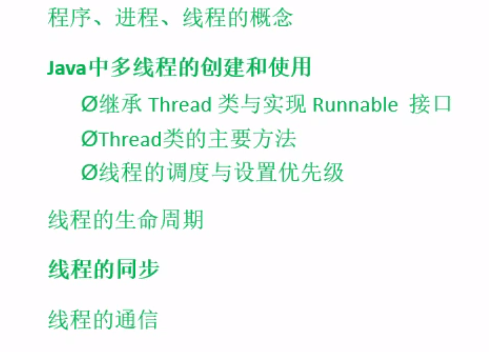 程序、进程、线程的概念
Java中多线程的创建和使用
Ø继承 Thread 类与实现 Runnable 接口
ØThread类的主要方法
Ø线程的调度与设置优先级
线程的生命周期
线程的同步
线程的通信